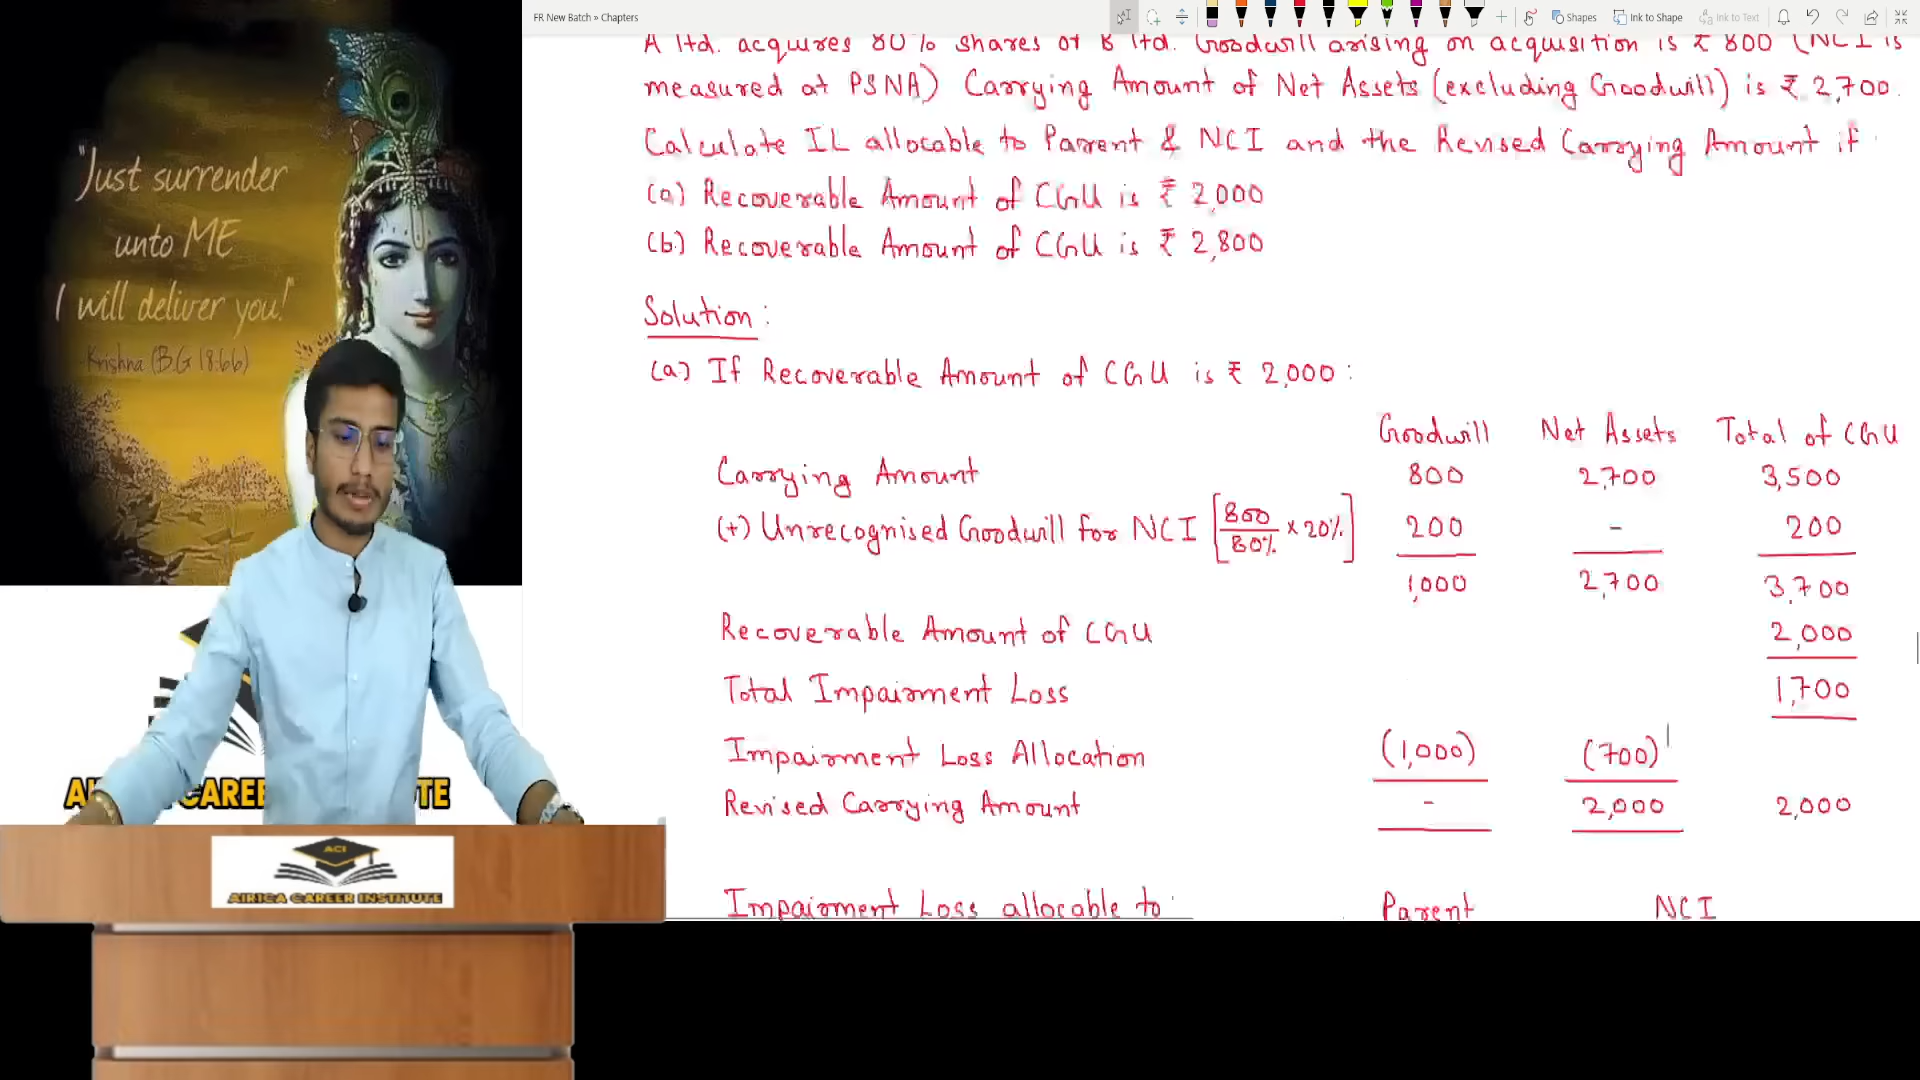 FR New Batch » Chapters
Shapes
Ink to Shape
Ink to Text
"Just surrender
unto ME
I will deliver you!"
- Krishna (B.G 18:66)
A ltd. acquires 80% shares of B ltd. Goodwill arising on acquisition is ₹ 800 (NCI is
measured at PSNA) Carrying Amount of Net Assets (excluding Goodwill) is ₹ 2,700.
Calculate IL allocable to Parent & NCI and the Revised Carrying Amount if
(a) Recoverable Amount of CGU is ₹ 2,000
(b) Recoverable Amount of CGU is ₹ 2,800
Solution :
(a) If Recoverable Amount of CGU is ₹ 2,000 :
Goodwill Net Assets Total of CGU
Carrying Amount 800 2,700 3,500
(+) Unrecognised Goodwill for NCI [800/80% × 20%] 200 - 200
1,000 2,700 3,700
Recoverable Amount of CGU 2,000
Total Impairment Loss 1,700
Impairment Loss Allocation (1,000) (700)
Revised Carrying Amount - 2,000 2,000
Impairment Loss allocable to Parent NCI
CAREE TE
ACI
AIRICA CAREER INSTITUTE